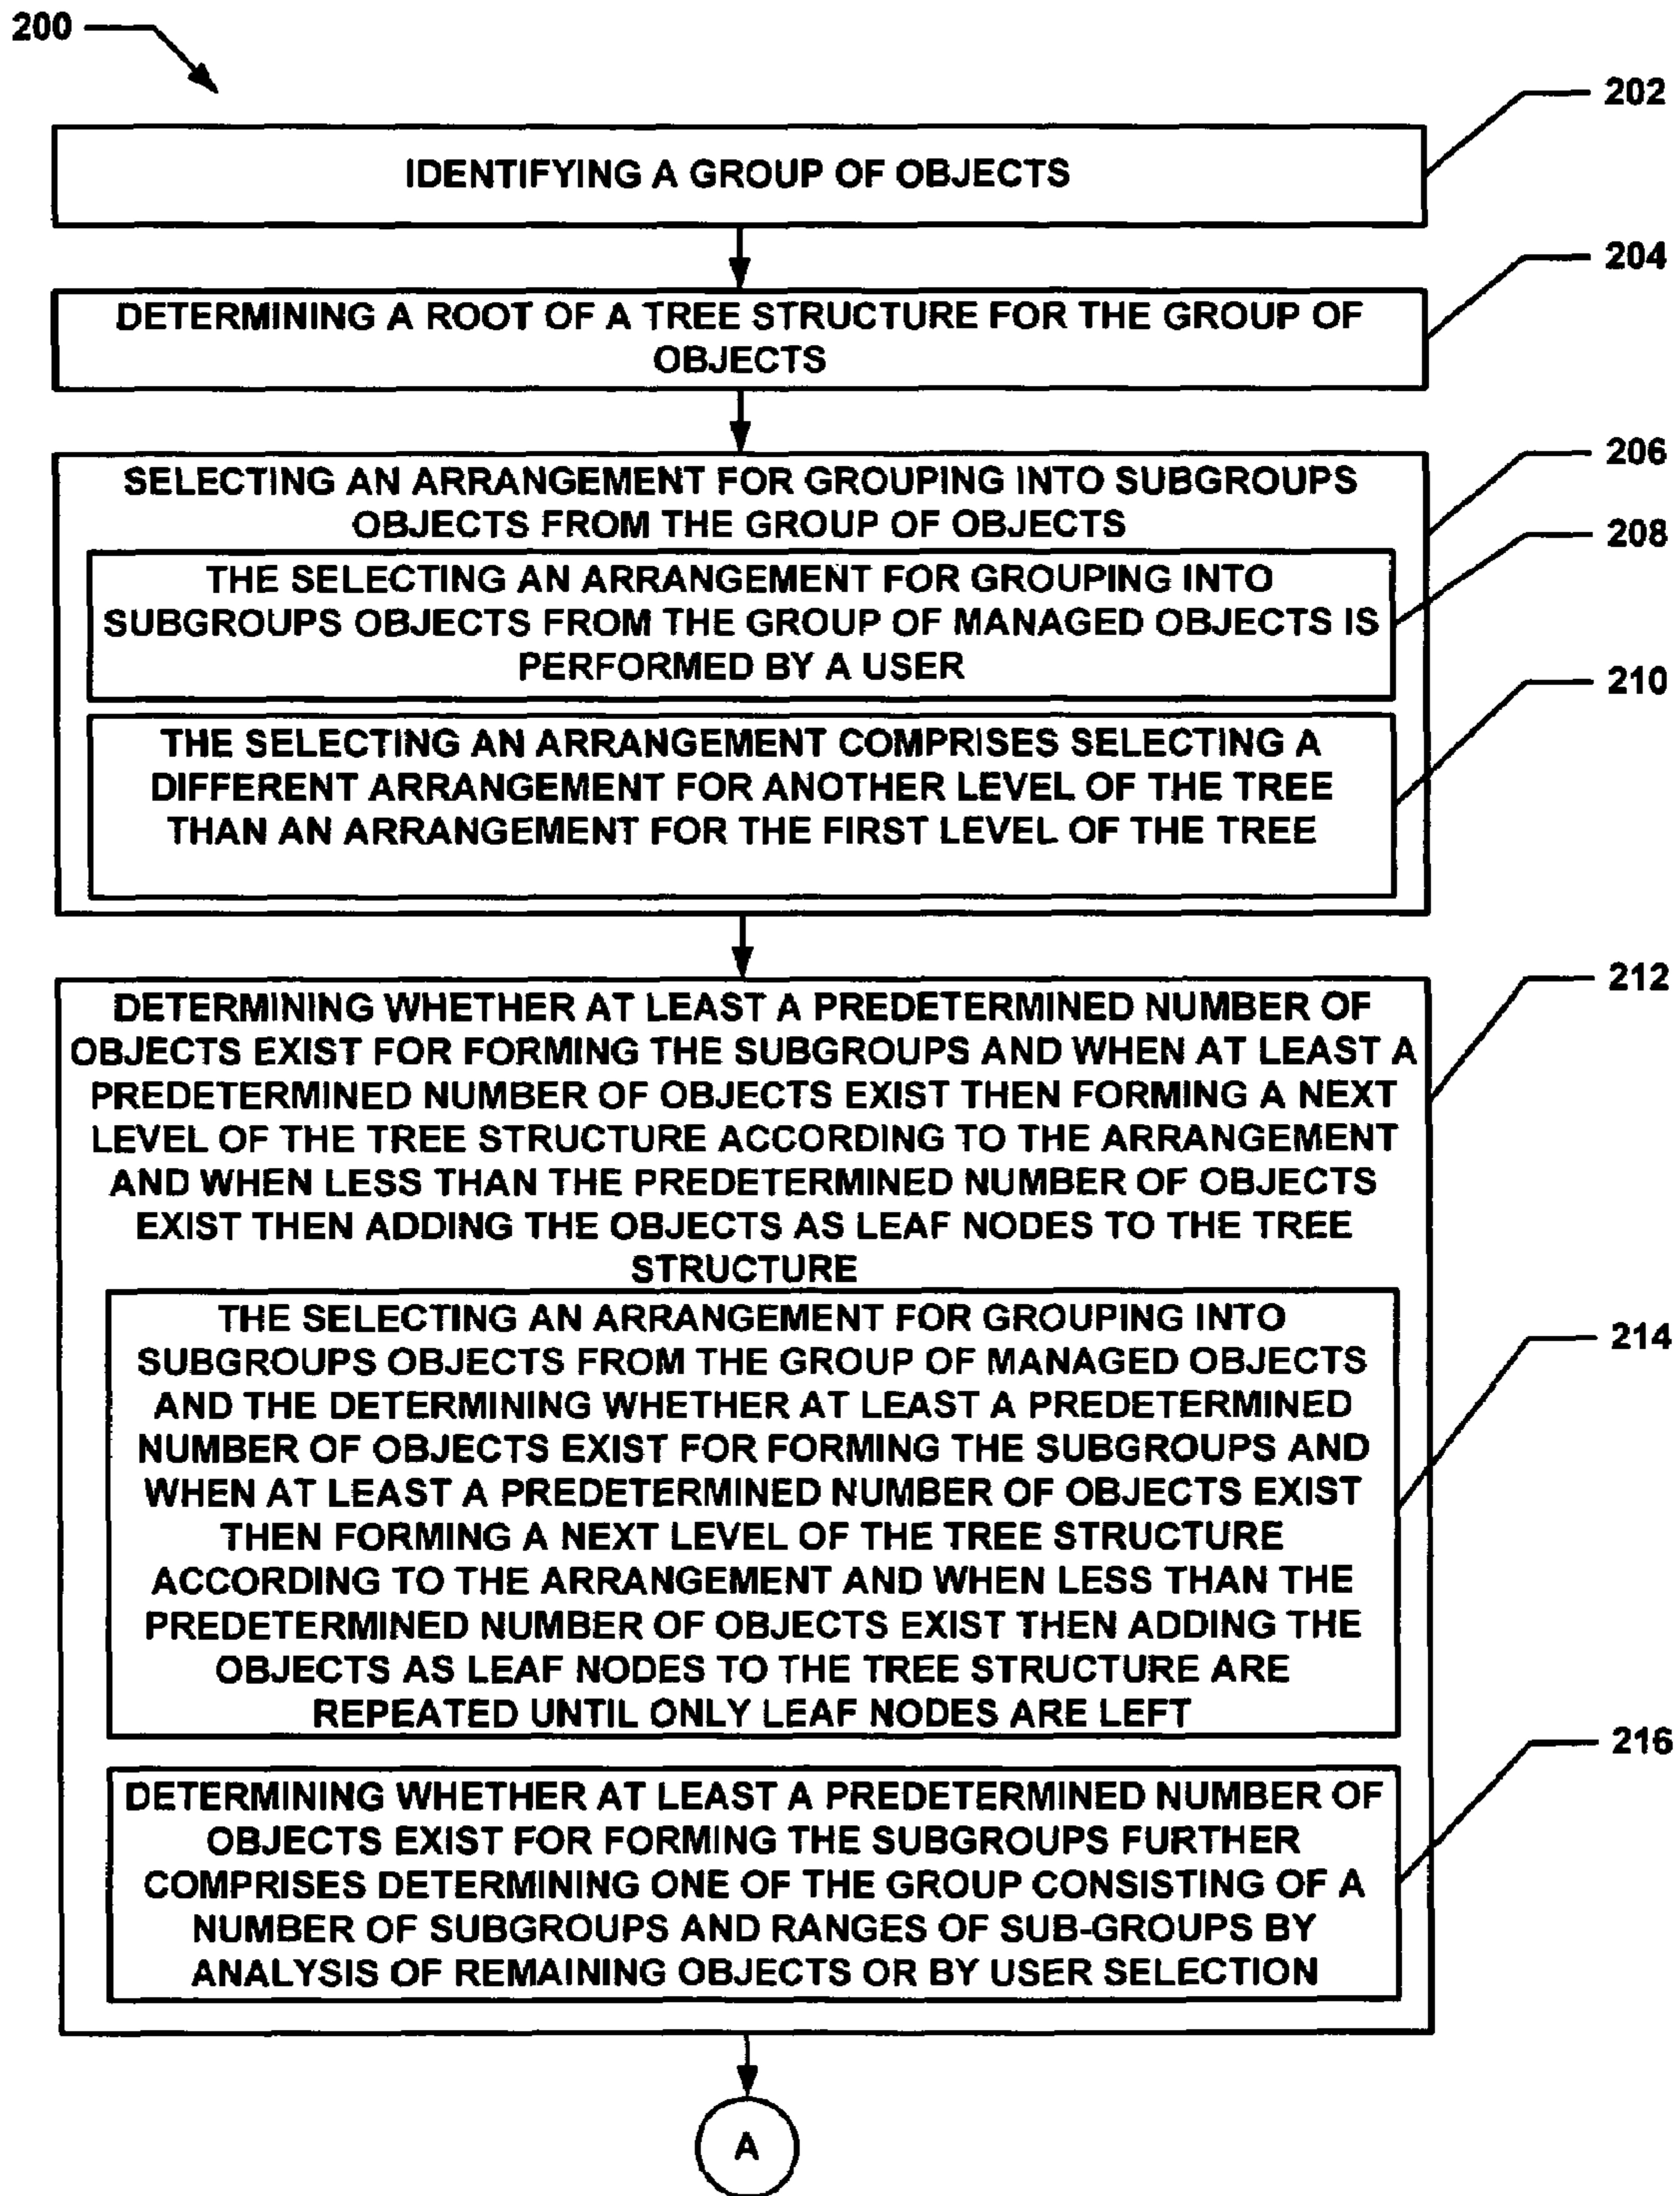 200
202
IDENTIFYING A GROUP OF OBJECTS
204
DETERMINING A ROOT OF A TREE STRUCTURE FOR THE GROUP OF
OBJECTS
206
SELECTING AN ARRANGEMENT FOR GROUPING INTO SUBGROUPS
OBJECTS FROM THE GROUP OF OBJECTS
208
THE SELECTING AN ARRANGEMENT FOR GROUPING INTO
SUBGROUPS OBJECTS FROM THE GROUP OF MANAGED OBJECTS IS
PERFORMED BY A USER
210
THE SELECTING AN ARRANGEMENT COMPRISES SELECTING A
DIFFERENT ARRANGEMENT FOR ANOTHER LEVEL OF THE TREE
THAN AN ARRANGEMENT FOR THE FIRST LEVEL OF THE TREE
212
DETERMINING WHETHER AT LEAST A PREDETERMINED NUMBER OF
OBJECTS EXIST FOR FORMING THE SUBGROUPS AND WHEN AT LEAST A
PREDETERMINED NUMBER OF OBJECTS EXIST THEN FORMING A NEXT
LEVEL OF THE TREE STRUCTURE ACCORDING TO THE ARRANGEMENT
AND WHEN LESS THAN THE PREDETERMINED NUMBER OF OBJECTS
EXIST THEN ADDING THE OBJECTS AS LEAF NODES TO THE TREE
STRUCTURE
214
THE SELECTING AN ARRANGEMENT FOR GROUPING INTO
SUBGROUPS OBJECTS FROM THE GROUP OF MANAGED OBJECTS
AND THE DETERMINING WHETHER AT LEAST A PREDETERMINED
NUMBER OF OBJECTS EXIST FOR FORMING THE SUBGROUPS AND
WHEN AT LEAST A PREDETERMINED NUMBER OF OBJECTS EXIST
THEN FORMING A NEXT LEVEL OF THE TREE STRUCTURE
ACCORDING TO THE ARRANGEMENT AND WHEN LESS THAN THE
PREDETERMINED NUMBER OF OBJECTS EXIST THEN ADDING THE
OBJECTS AS LEAF NODES TO THE TREE STRUCTURE ARE
REPEATED UNTIL ONLY LEAF NODES ARE LEFT
216
DETERMINING WHETHER AT LEAST A PREDETERMINED NUMBER OF
OBJECTS EXIST FOR FORMING THE SUBGROUPS FURTHER
COMPRISES DETERMINING ONE OF THE GROUP CONSISTING OF A
NUMBER OF SUBGROUPS AND RANGES OF SUB-GROUPS BY
ANALYSIS OF REMAINING OBJECTS OR BY USER SELECTION
A